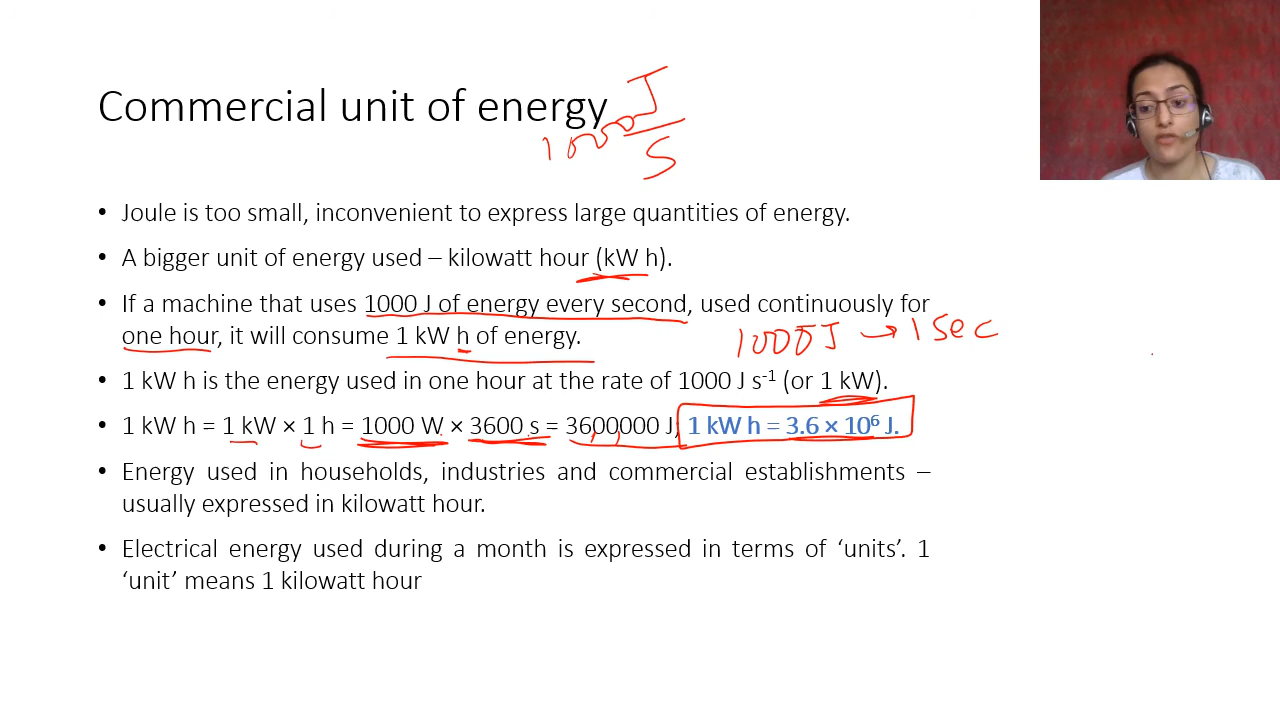 Commercial unit of energy
1000 J/s
• Joule is too small, inconvenient to express large quantities of energy.
• A bigger unit of energy used – kilowatt hour (kW h).
• If a machine that uses 1000 J of energy every second, used continuously for
one hour, it will consume 1 kW h of energy.
1000 J → 1 sec
• 1 kW h is the energy used in one hour at the rate of 1000 J s⁻¹ (or 1 kW).
• 1 kW h = 1 kW × 1 h = 1000 W × 3600 s = 3600000 J, 1 kW h = 3.6 × 10⁶ J.
• Energy used in households, industries and commercial establishments –
usually expressed in kilowatt hour.
• Electrical energy used during a month is expressed in terms of ‘units’. 1
‘unit’ means 1 kilowatt hour